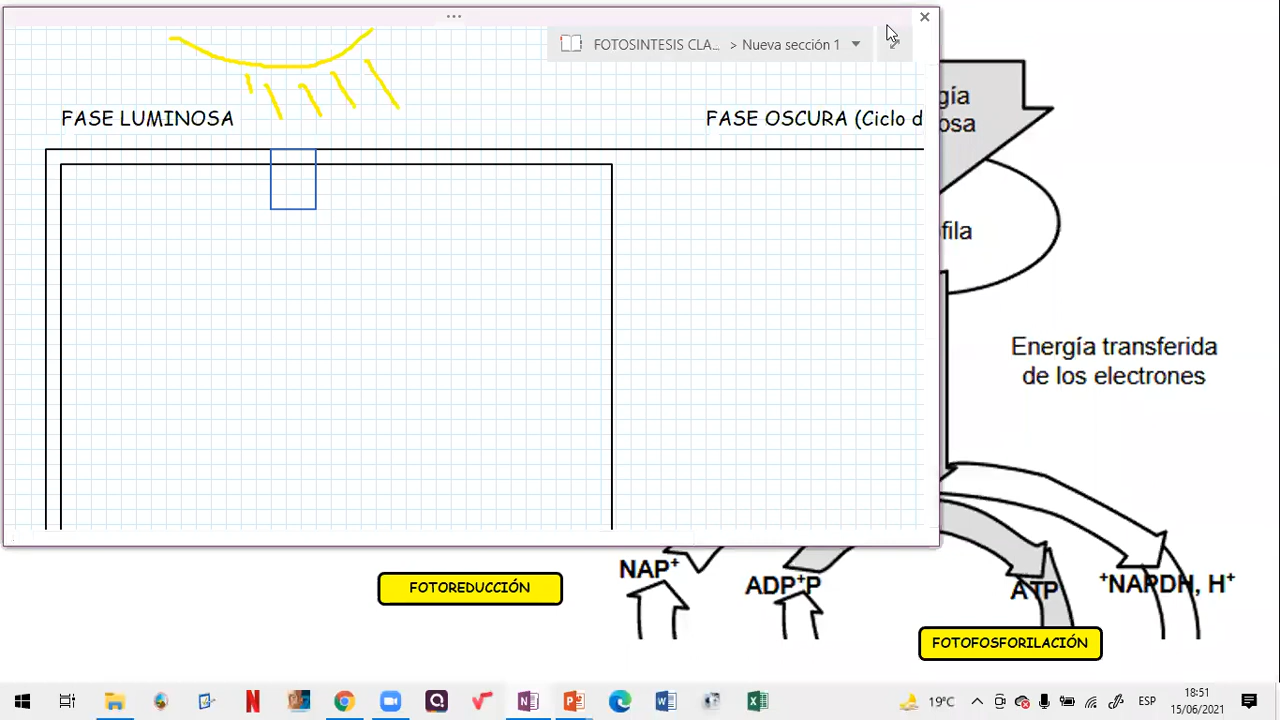 FOTOSINTESIS CLA... > Nueva sección 1
FASE LUMINOSA
FASE OSCURA (Ciclo d
gía
osa
fila
Energía transferida
de los electrones
NAP+
ADP+P
ATP
+NAPDH, H+
FOTOREDUCCIÓN
FOTOFOSFORILACIÓN
19°C
ESP
18:51
15/06/2021